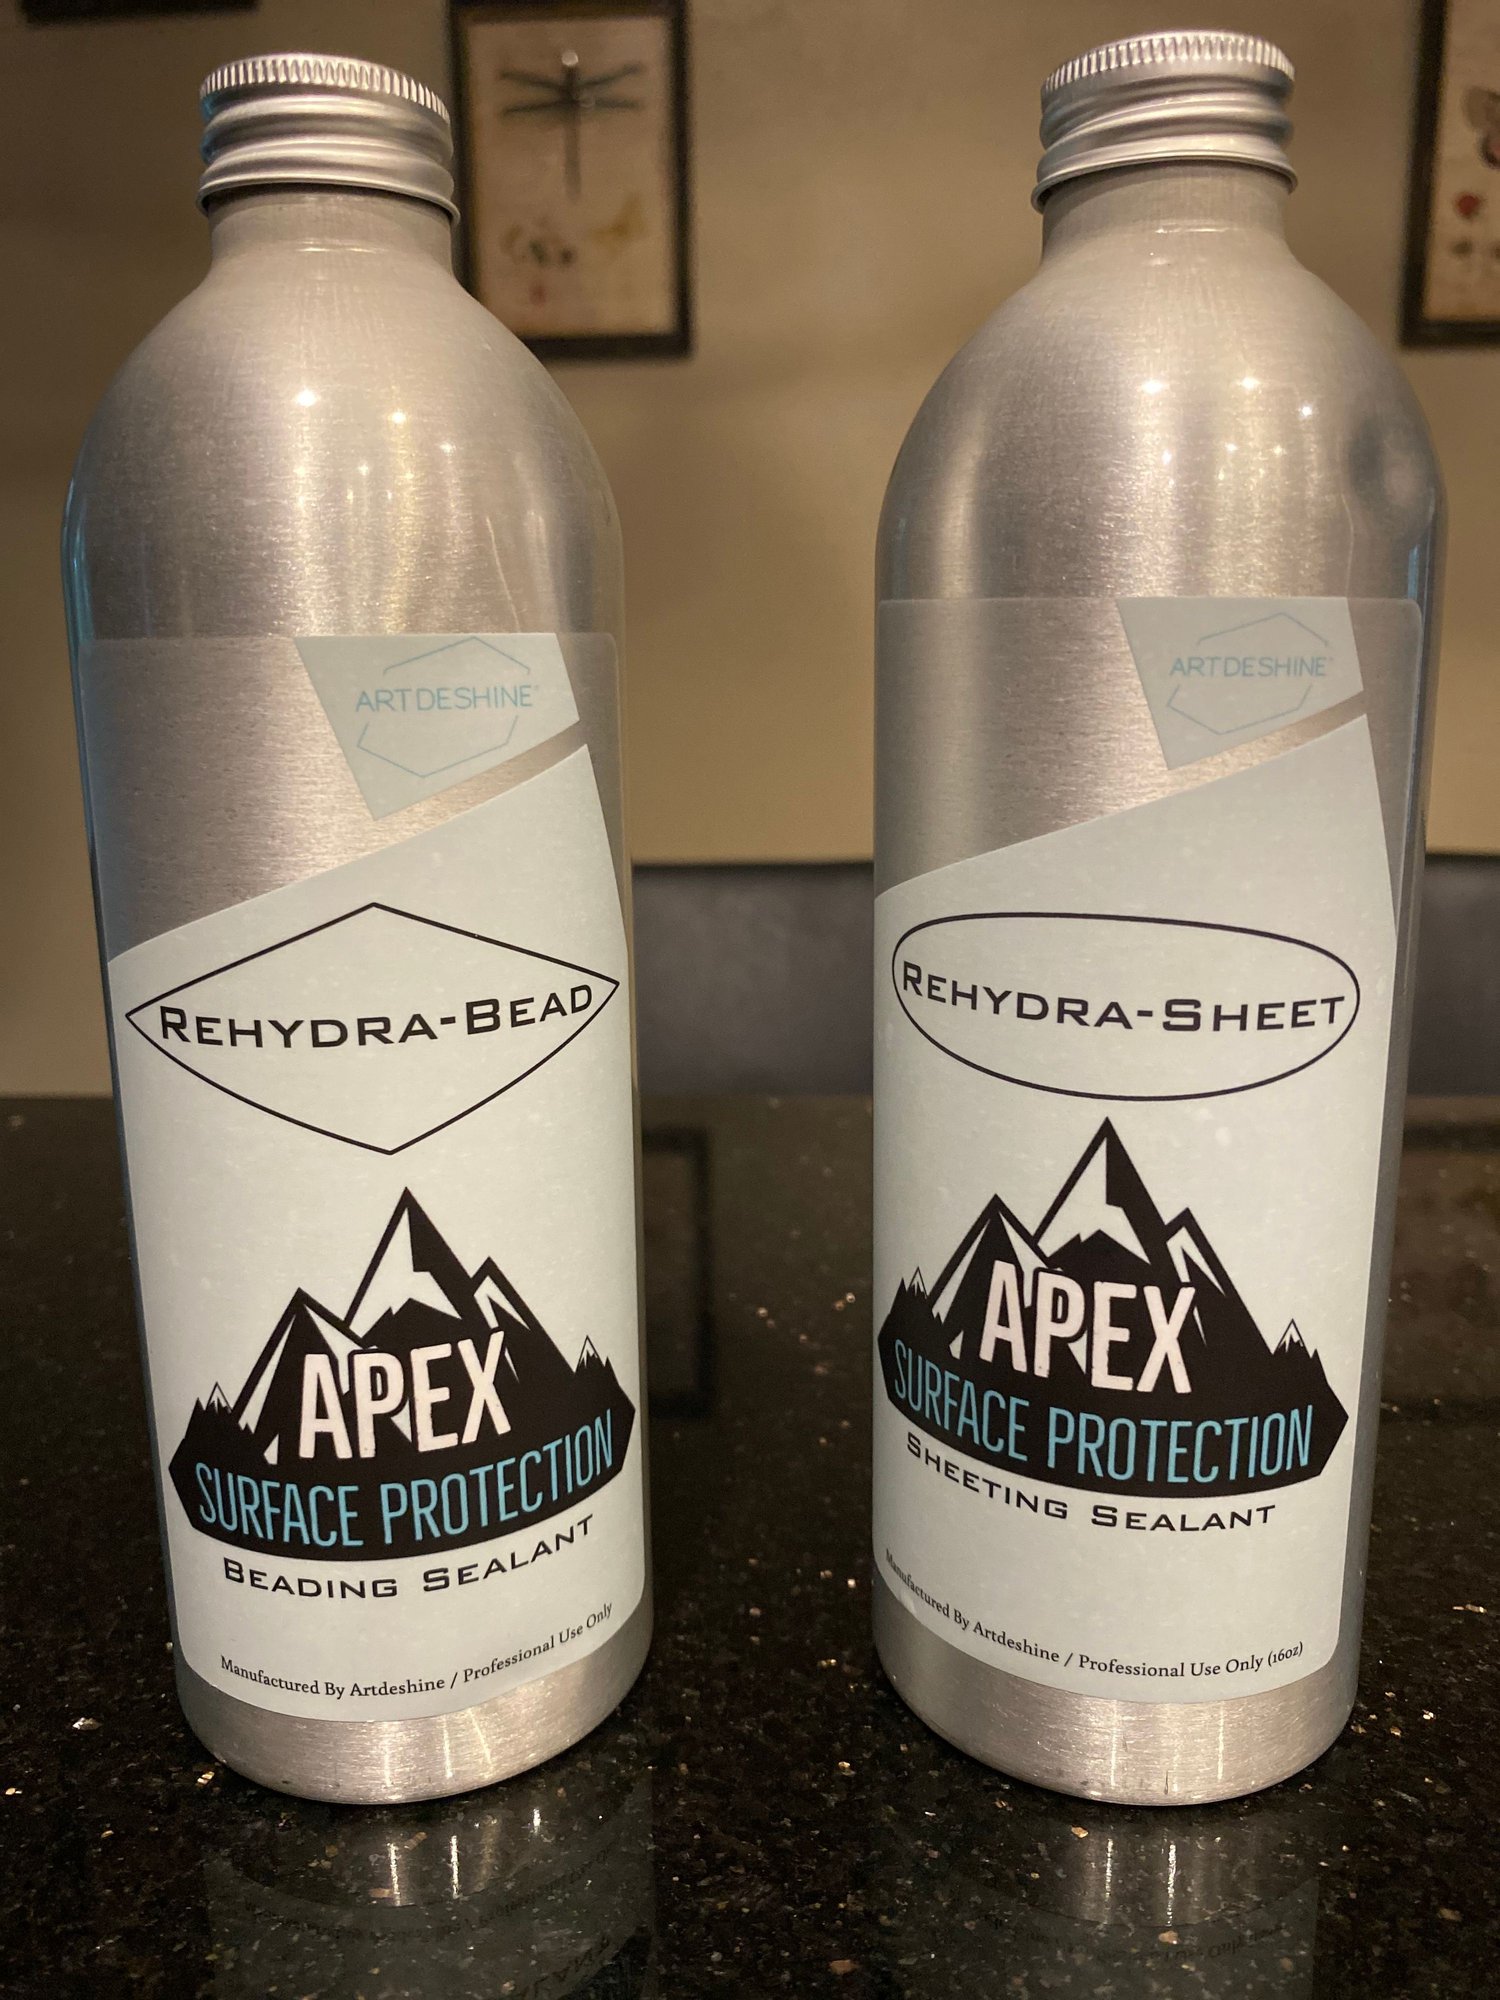 ARTDESHINE
REHYDRA-BEAD
APEX
SURFACE PROTECTION
BEADING SEALANT
Manufactured By Artdeshine / Professional Use Only
ARTDESHINE
REHYDRA-SHEET
APEX
SURFACE PROTECTION
SHEETING SEALANT
Manufactured By Artdeshine / Professional Use Only (16oz)